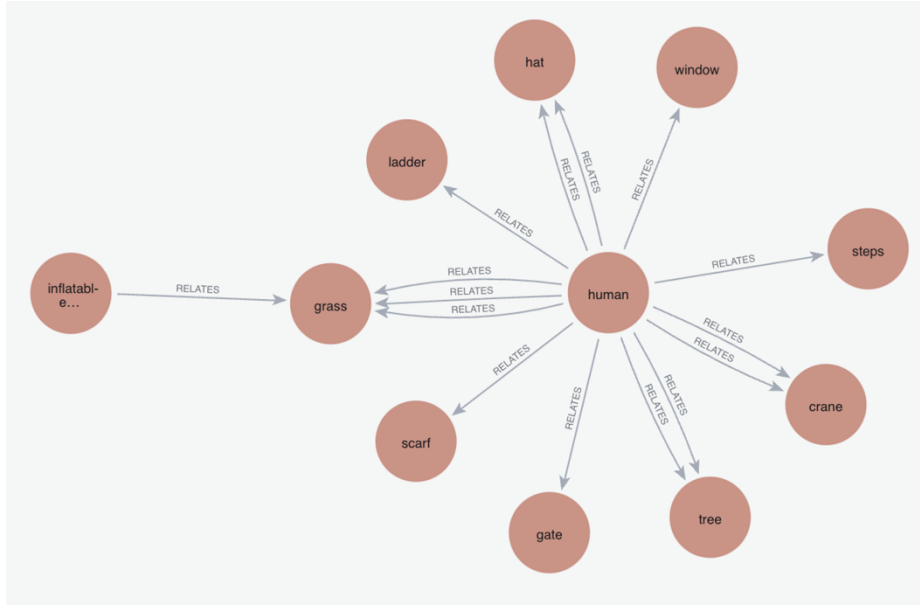 hat
window
RELATES
RELATES
RELATES
ladder
RELATES
steps
RELATES
inflatabl-
e…
RELATES
grass
RELATES
RELATES
RELATES
human
RELATES
RELATES
crane
RELATES
scarf
RELATES
RELATES
RELATES
gate
tree